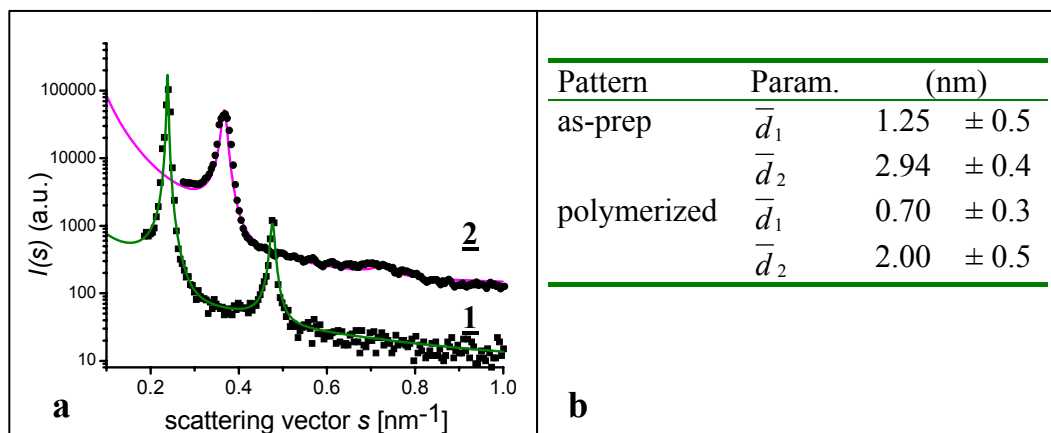 I(s) (a.u.)
100000
10000
1000
100
10
2
1
0.2 0.4 0.6 0.8 1.0
scattering vector s [nm⁻¹]
a
Pattern Param. (nm)
as-prep d̅₁ 1.25 ± 0.5
d̅₂ 2.94 ± 0.4
polymerized d̅₁ 0.70 ± 0.3
d̅₂ 2.00 ± 0.5
b